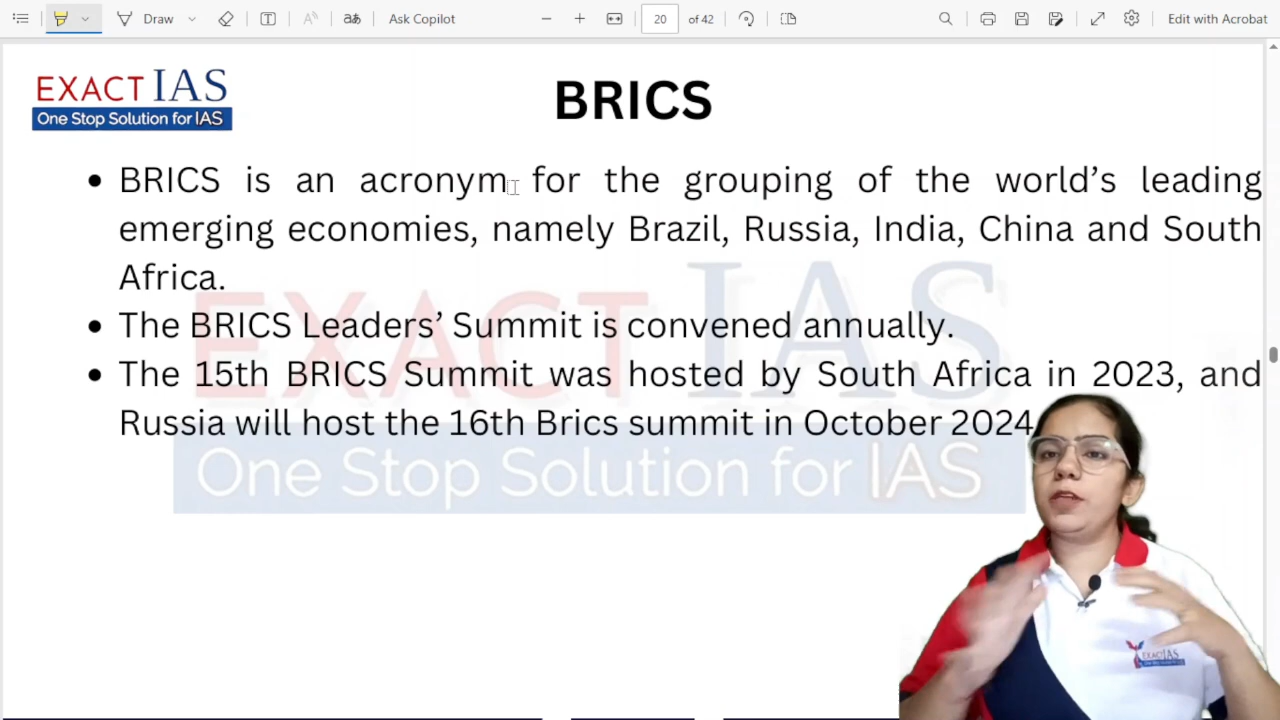 Draw
Ask Copilot
20 of 42
Edit with Acrobat
EXACT IAS
One Stop Solution for IAS
BRICS
• BRICS is an acronym for the grouping of the world’s leading
emerging economies, namely Brazil, Russia, India, China and South
Africa.
• The BRICS Leaders’ Summit is convened annually.
• The 15th BRICS Summit was hosted by South Africa in 2023, and
Russia will host the 16th Brics summit in October 2024
EXACT IAS
One Stop Solution for IAS
EXACT IAS